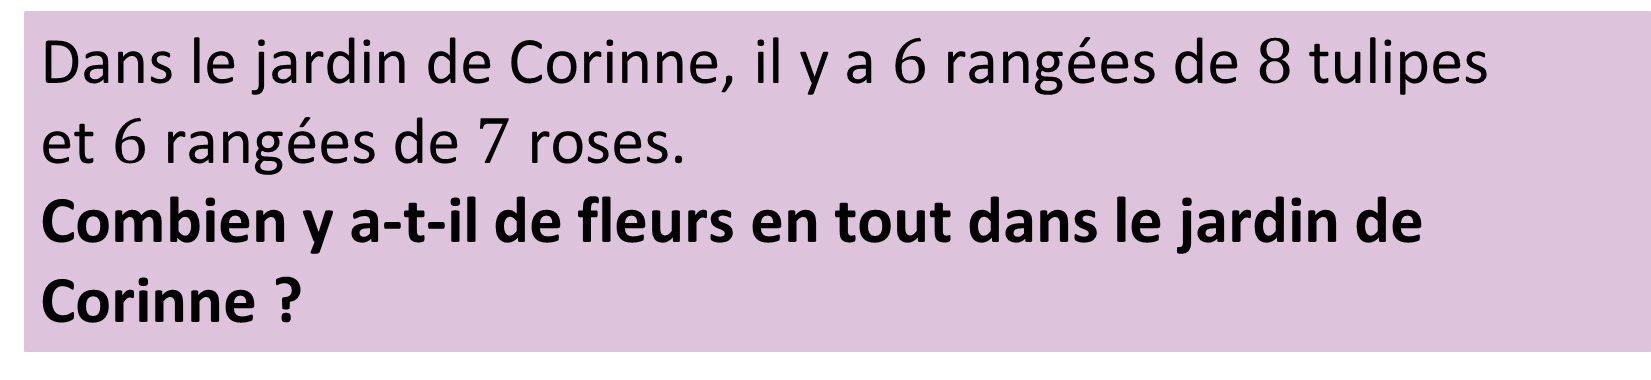 Dans le jardin de Corinne, il y a 6 rangées de 8 tulipes
et 6 rangées de 7 roses.
Combien y a-t-il de fleurs en tout dans le jardin de
Corinne ?